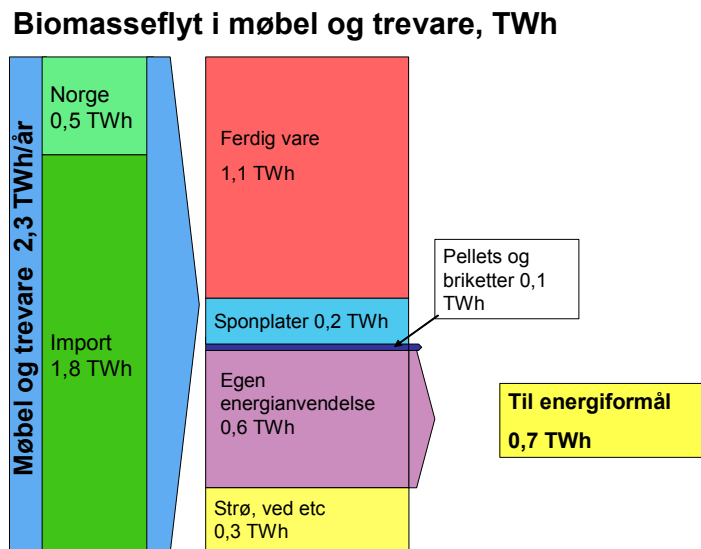 Biomasseflyt i møbel og trevare, TWh
Møbel og trevare 2,3 TWh/år
Norge
0,5 TWh
Import
1,8 TWh
Ferdig vare
1,1 TWh
Sponplater 0,2 TWh
Pellets og
briketter 0,1
TWh
Egen
energianvendelse
0,6 TWh
Til energiformål
0,7 TWh
Strø, ved etc
0,3 TWh